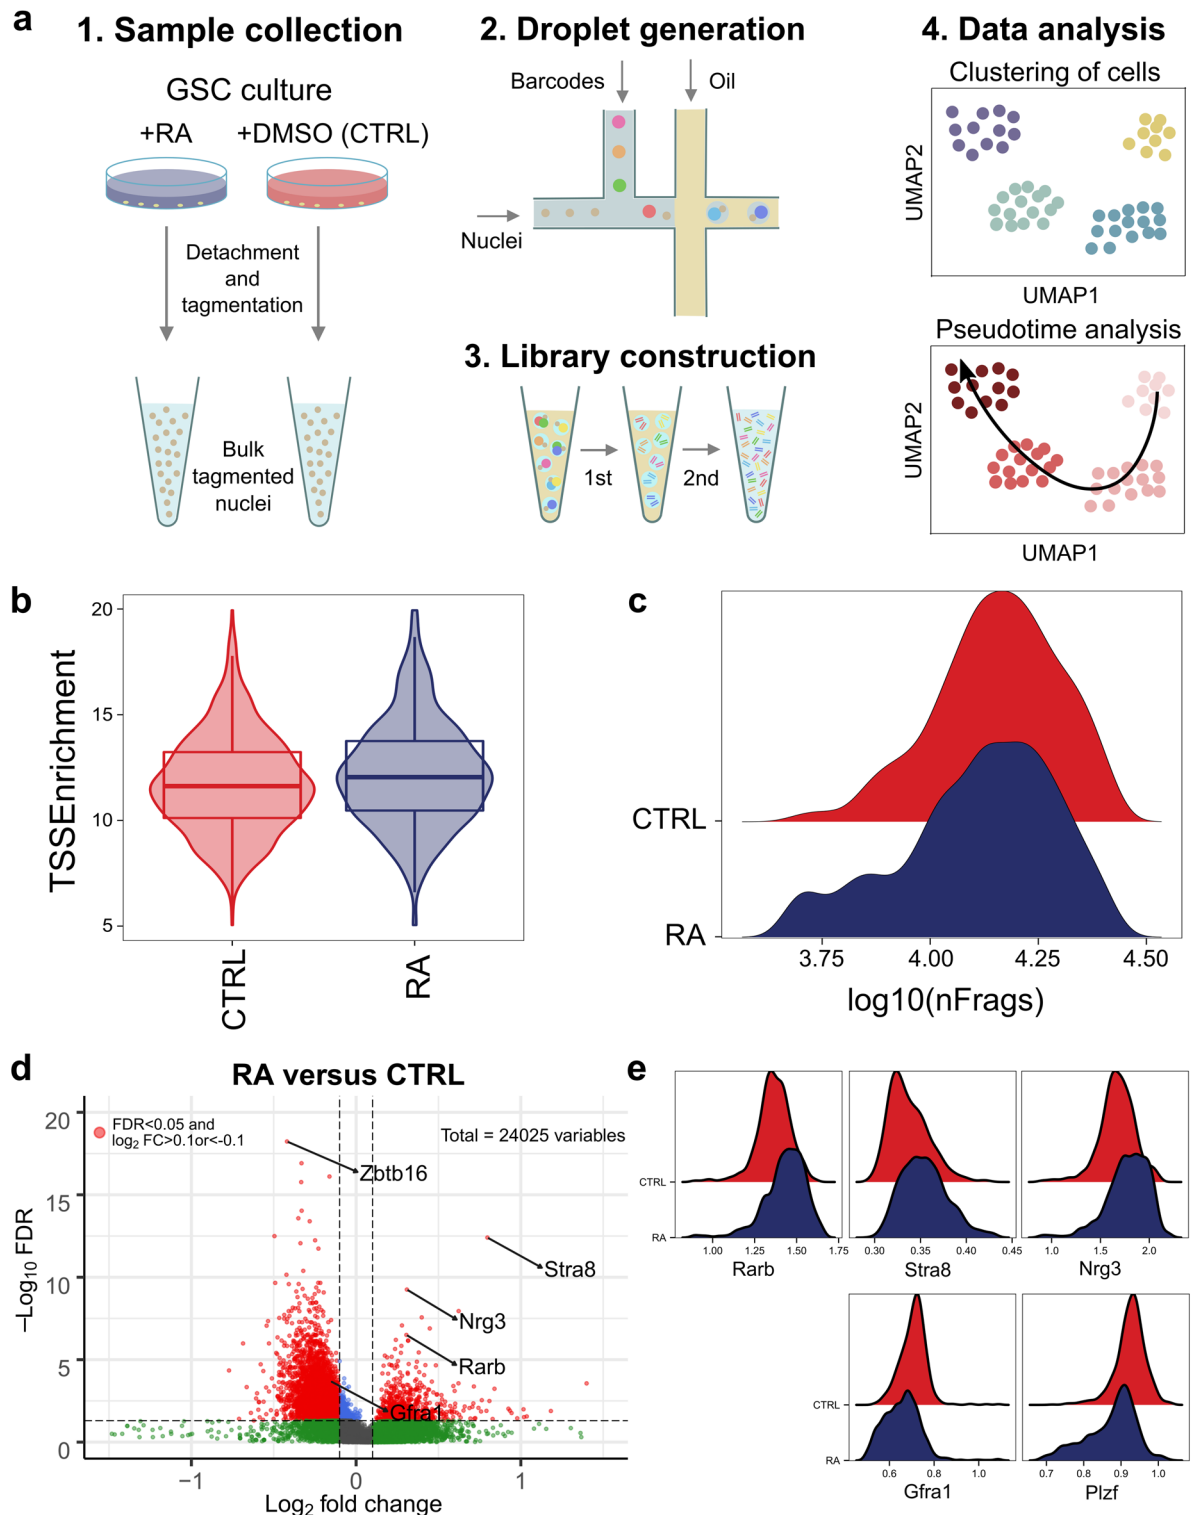 a
1. Sample collection
GSC culture
+RA
+DMSO (CTRL)
Detachment
and
tagmentation
Bulk
tagmented
nuclei
2. Droplet generation
Barcodes
Oil
Nuclei
3. Library construction
1st
2nd
4. Data analysis
Clustering of cells
UMAP2
UMAP1
Pseudotime analysis
UMAP2
UMAP1
b
TSSEnrichment
20
15
10
5
CTRL
RA
c
CTRL
RA
3.75
4.00
4.25
4.50
log10(nFrags)
d
RA versus CTRL
FDR<0.05 and
log2 FC>0.1or<-0.1
Total = 24025 variables
Zbtb16
Stra8
Nrg3
Rarb
Gfra1
–Log10 FDR
20
15
10
5
0
−1
0
1
Log2 fold change
e
CTRL
RA
1.00
1.25
1.50
1.75
Rarb
0.30
0.35
0.40
0.45
Stra8
1.0
1.5
2.0
Nrg3
CTRL
RA
0.6
0.8
1.0
Gfra1
0.7
0.8
0.9
1.0
Plzf